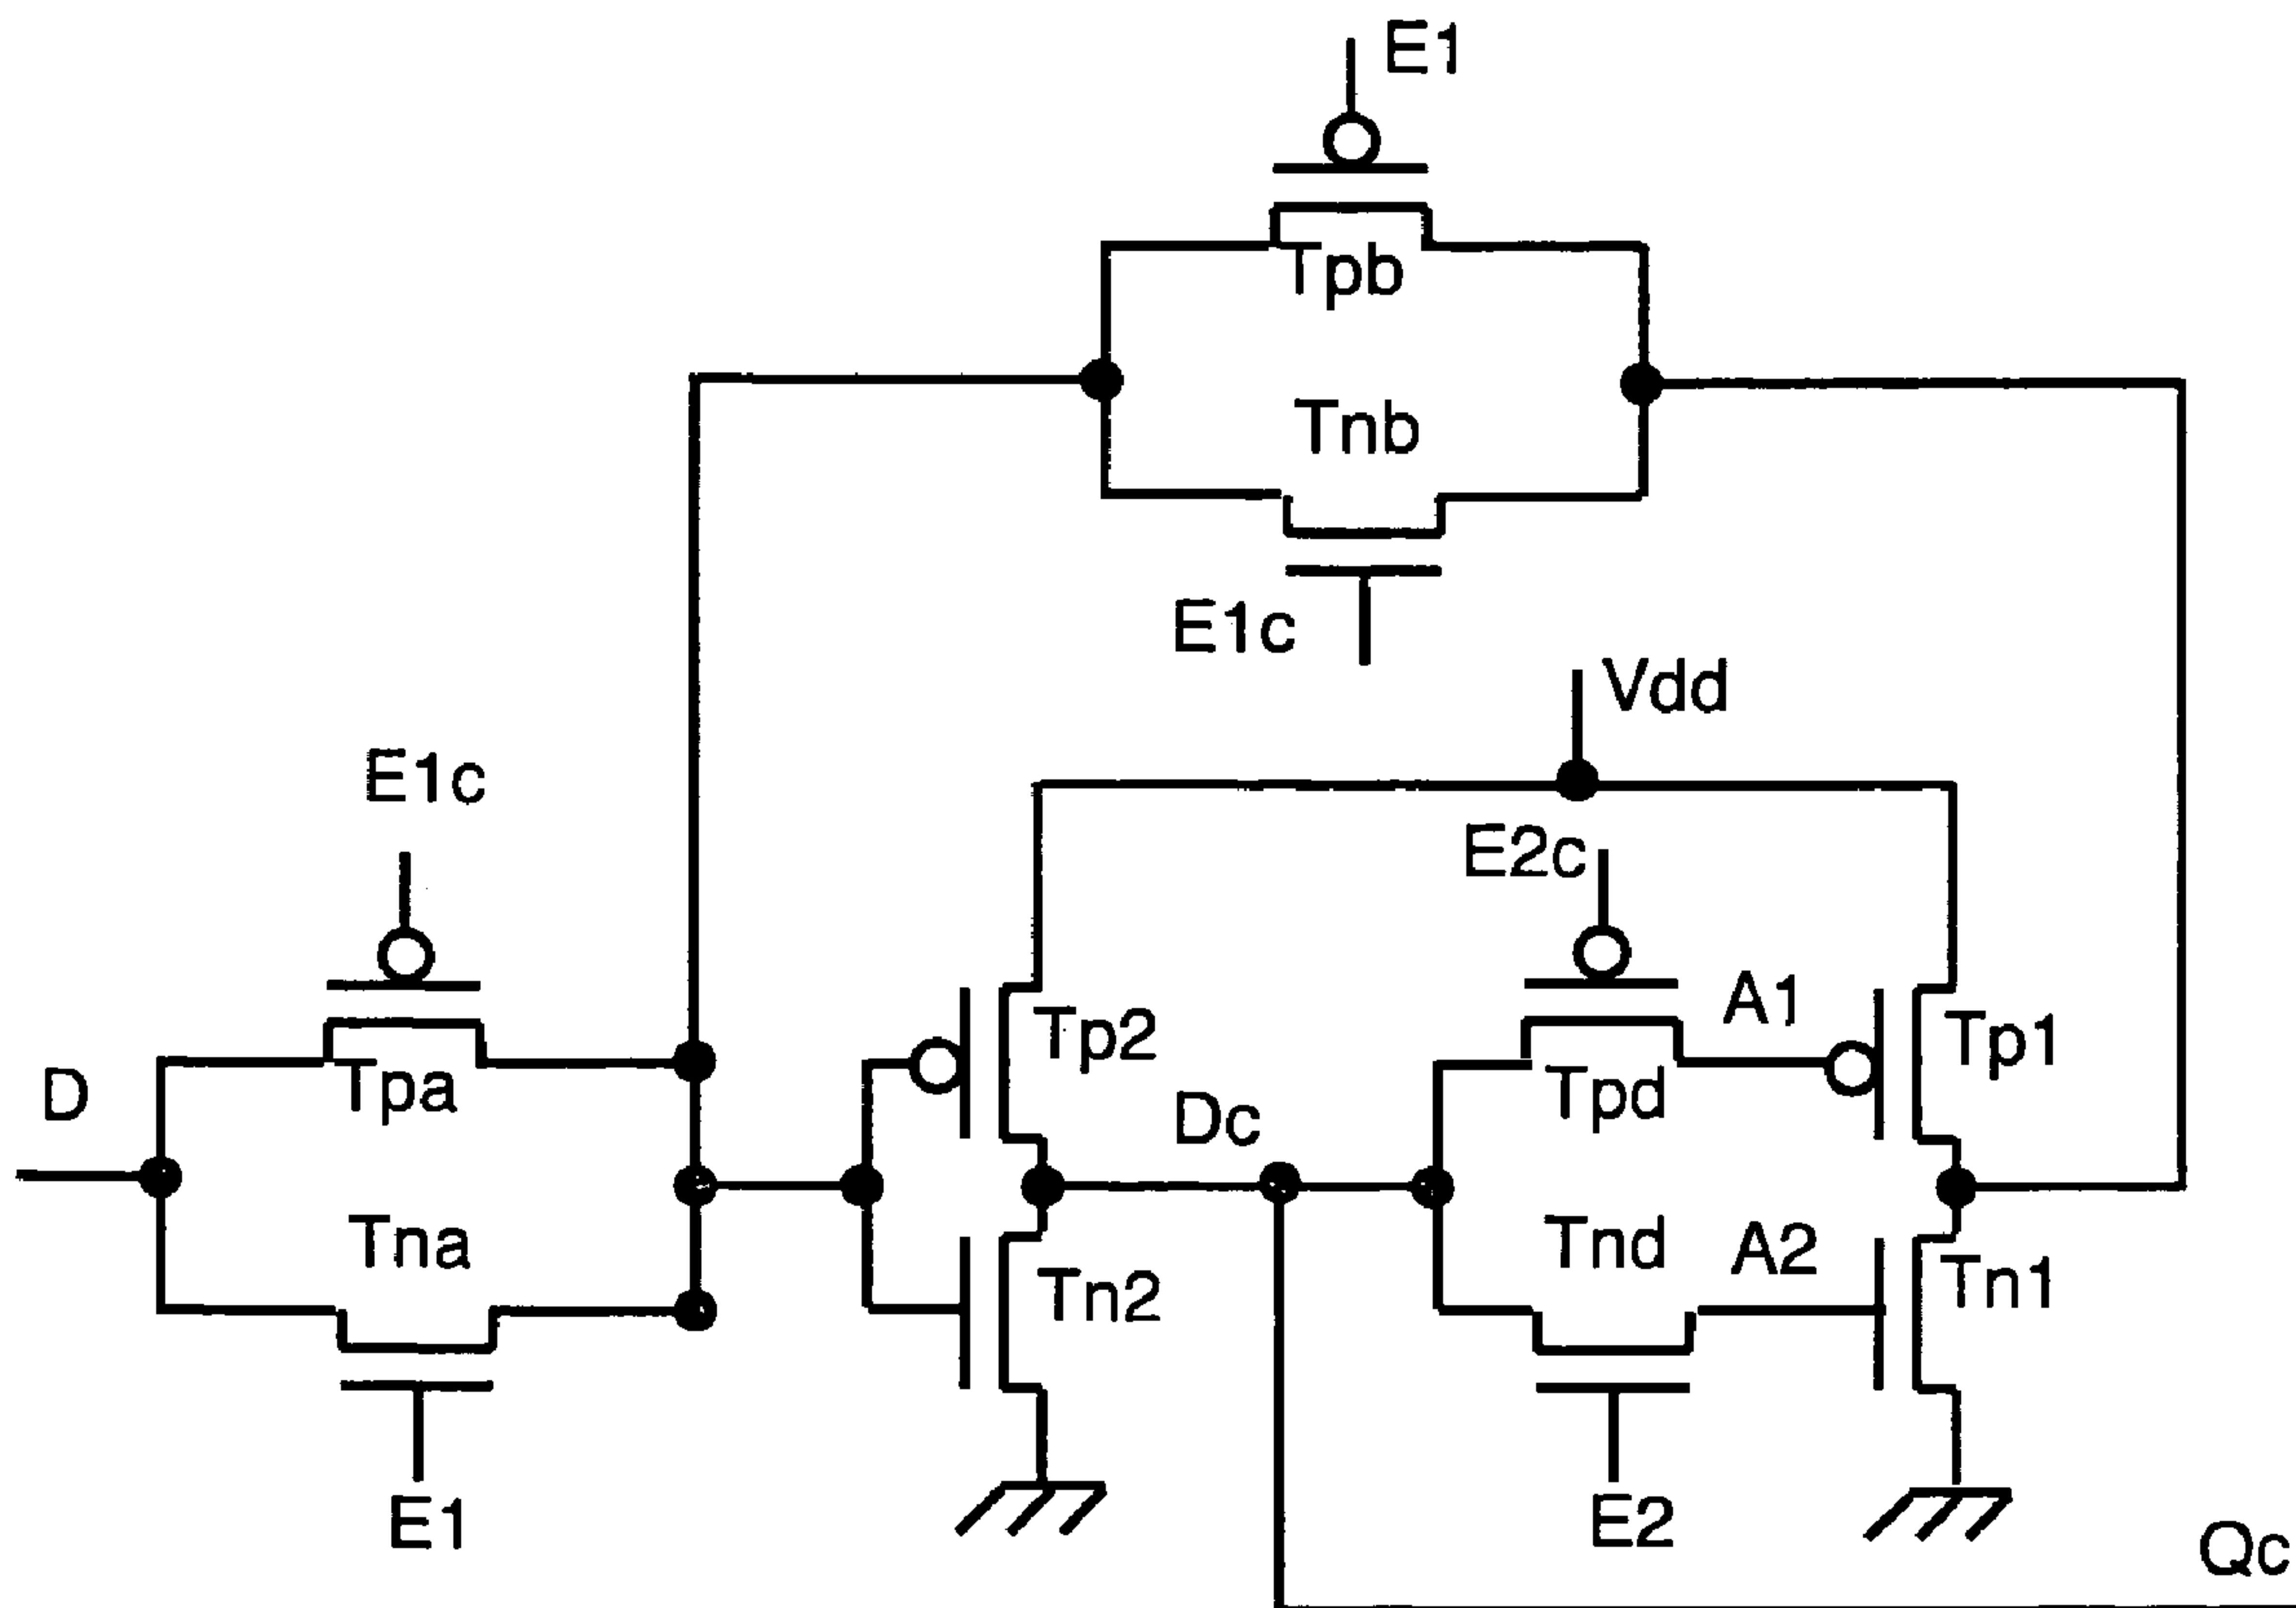 E1
Tpb
Tnb
E1c
Vdd
E1c
E2c
A1
Tp2
Tp1
D
Tpa
Dc
Tpd
Tna
Tnd
A2
Tn2
Tn1
E1
E2
Qc